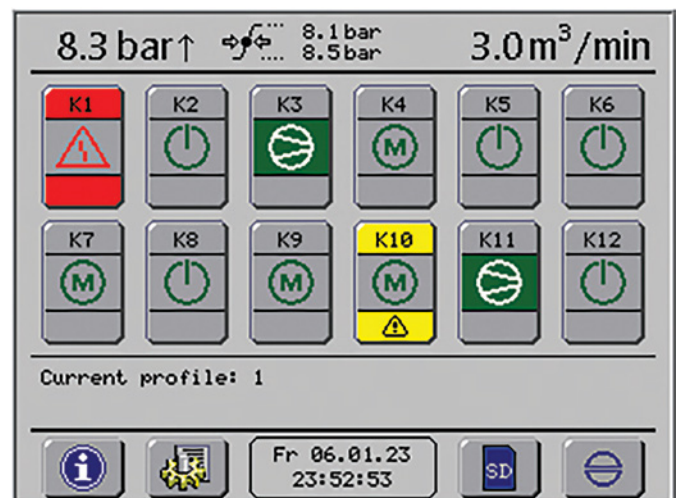 8.3 bar↑ 8.1 bar 3.0 m³/min
8.5 bar
K1 K2 K3 K4 K5 K6
M
K7 K8 K9 K10 K11 K12
M M M
Current profile: 1
Fr 06.01.23
23:52:53
SD